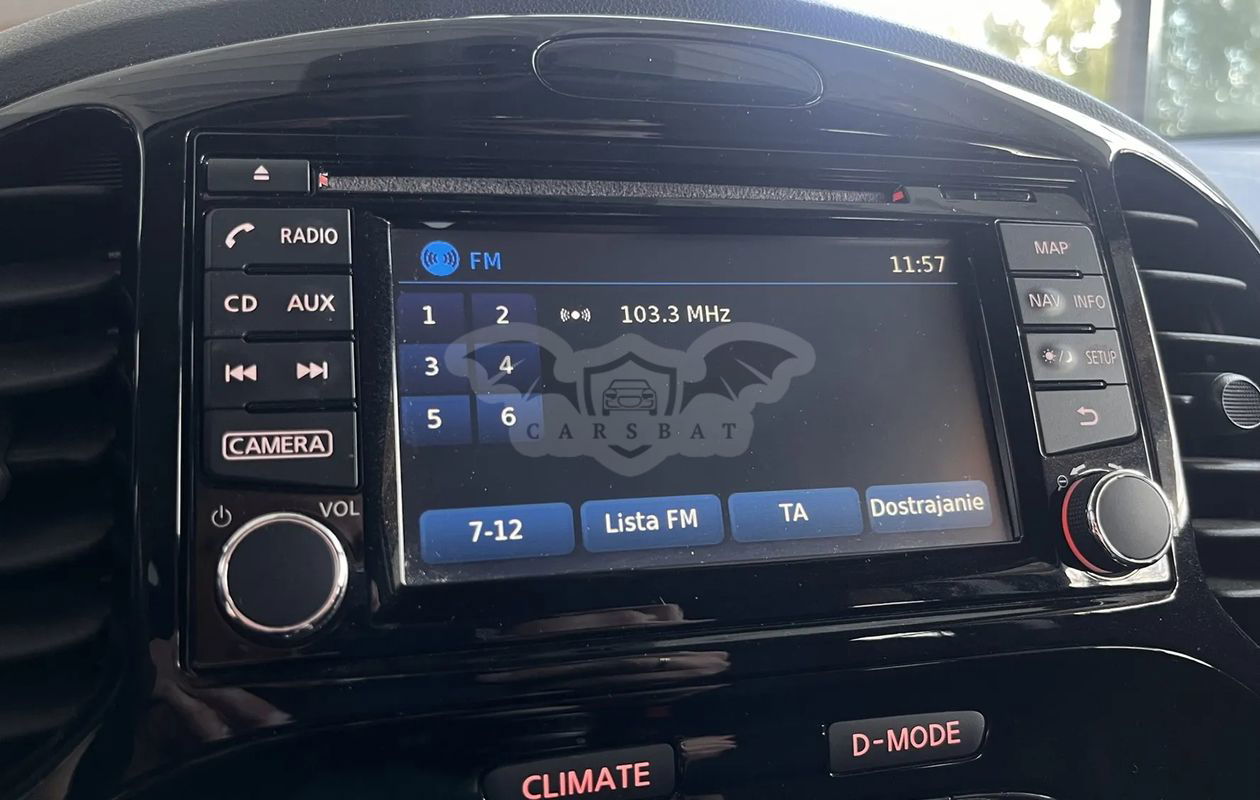 RADIO
CD AUX
CAMERA
VOL
FM 11:57
1 2 103.3 MHz
3 4
5 6
CARSBAT
7-12 Lista FM TA Dostrajanie
MAP
NAV INFO
SETUP
D-MODE
CLIMATE